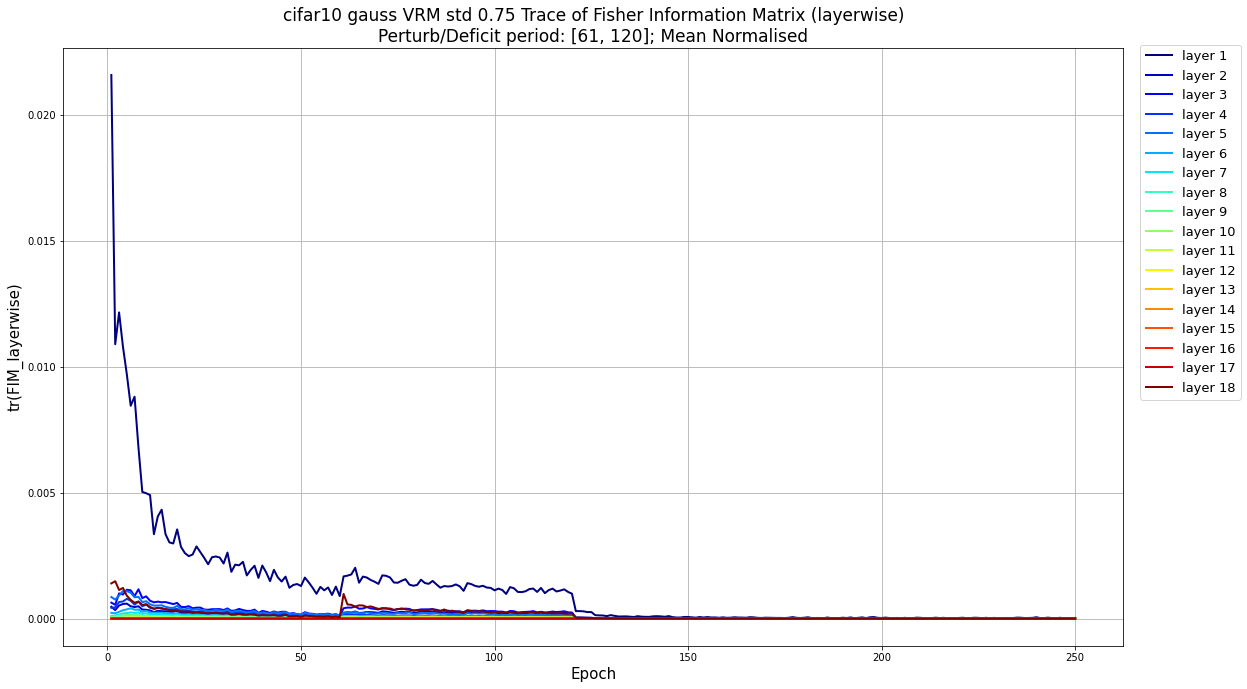 cifar10 gauss VRM std 0.75 Trace of Fisher Information Matrix (layerwise)
Perturb/Deficit period: [61, 120]; Mean Normalised
tr(FIM_layerwise)
0.020
0.015
0.010
0.005
0.000
0
50
100
150
200
250
Epoch
layer 1
layer 2
layer 3
layer 4
layer 5
layer 6
layer 7
layer 8
layer 9
layer 10
layer 11
layer 12
layer 13
layer 14
layer 15
layer 16
layer 17
layer 18